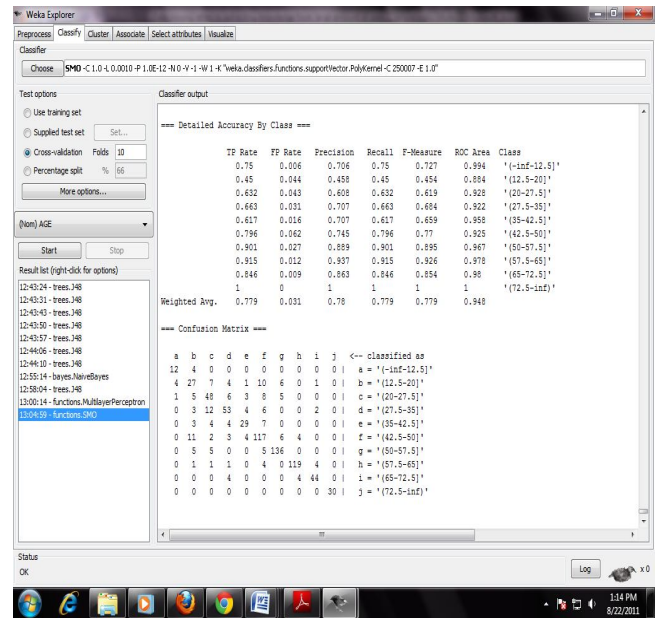 Weka Explorer
Preprocess Classify Cluster Associate Select attributes Visualize
Classifier
Choose SMO -C 1.0 -L 0.0010 -P 1.0E-12 -N 0 -V -1 -W 1 -K "weka.classifiers.functions.supportVector.PolyKernel -C 250007 -E 1.0"
Test options
Use training set
Supplied test set Set...
Cross-validation Folds 10
Percentage split % 66
More options...
(Nom) AGE
Start Stop
Result list (right-click for options)
12:43:24 - trees.J48
12:43:31 - trees.J48
12:43:43 - trees.J48
12:43:50 - trees.J48
12:43:57 - trees.J48
12:44:06 - trees.J48
12:44:10 - trees.J48
12:55:14 - bayes.NaiveBayes
12:58:04 - trees.J48
13:00:14 - functions.MultilayerPerceptron
13:04:59 - functions.SMO
Classifier output
=== Detailed Accuracy By Class ===
TP Rate FP Rate Precision Recall F-Measure ROC Area Class
0.75 0.006 0.706 0.75 0.727 0.994 '(-inf-12.5]'
0.45 0.044 0.458 0.45 0.454 0.884 '(12.5-20]'
0.632 0.043 0.608 0.632 0.619 0.928 '(20-27.5]'
0.663 0.031 0.707 0.663 0.684 0.922 '(27.5-35]'
0.617 0.016 0.707 0.617 0.659 0.958 '(35-42.5]'
0.796 0.062 0.745 0.796 0.77 0.925 '(42.5-50]'
0.901 0.027 0.889 0.901 0.895 0.967 '(50-57.5]'
0.915 0.012 0.937 0.915 0.926 0.978 '(57.5-65]'
0.846 0.009 0.863 0.846 0.854 0.98 '(65-72.5]'
1 0 1 1 1 1 '(72.5-inf)'
Weighted Avg. 0.779 0.031 0.78 0.779 0.779 0.948
=== Confusion Matrix ===
a b c d e f g h i j <-- classified as
12 4 0 0 0 0 0 0 0 0 | a = '(-inf-12.5]'
4 27 7 4 1 10 6 0 1 0 | b = '(12.5-20]'
1 5 48 6 3 8 5 0 0 0 | c = '(20-27.5]'
0 3 12 53 4 6 0 0 2 0 | d = '(27.5-35]'
0 3 4 4 29 7 0 0 0 0 | e = '(35-42.5]'
0 11 2 3 4 117 6 4 0 0 | f = '(42.5-50]'
0 5 5 0 0 5 136 0 0 0 | g = '(50-57.5]'
0 1 1 1 0 4 0 119 4 0 | h = '(57.5-65]'
0 0 0 4 0 0 0 4 44 0 | i = '(65-72.5]'
0 0 0 0 0 0 0 0 0 30 | j = '(72.5-inf)'
Status
OK
Log x 0
1:14 PM
8/22/2011